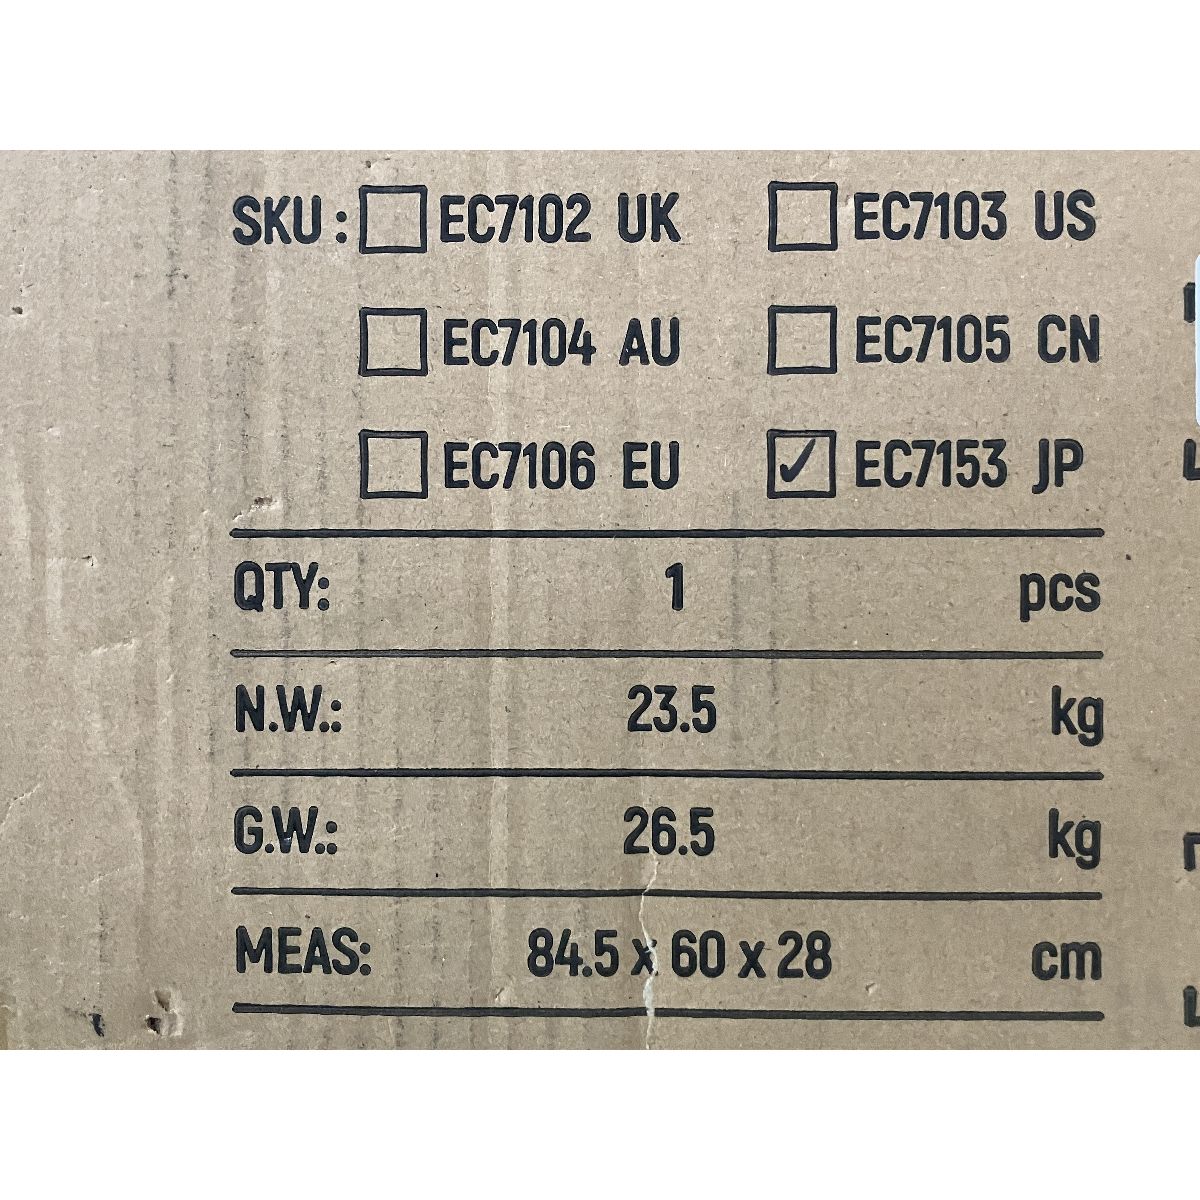 SKU: EC7102 UK EC7103 US
EC7104 AU EC7105 CN
EC7106 EU ✓ EC7153 JP
QTY: 1 pcs
N.W.: 23.5 kg
G.W.: 26.5 kg
MEAS: 84.5 x 60 x 28 cm